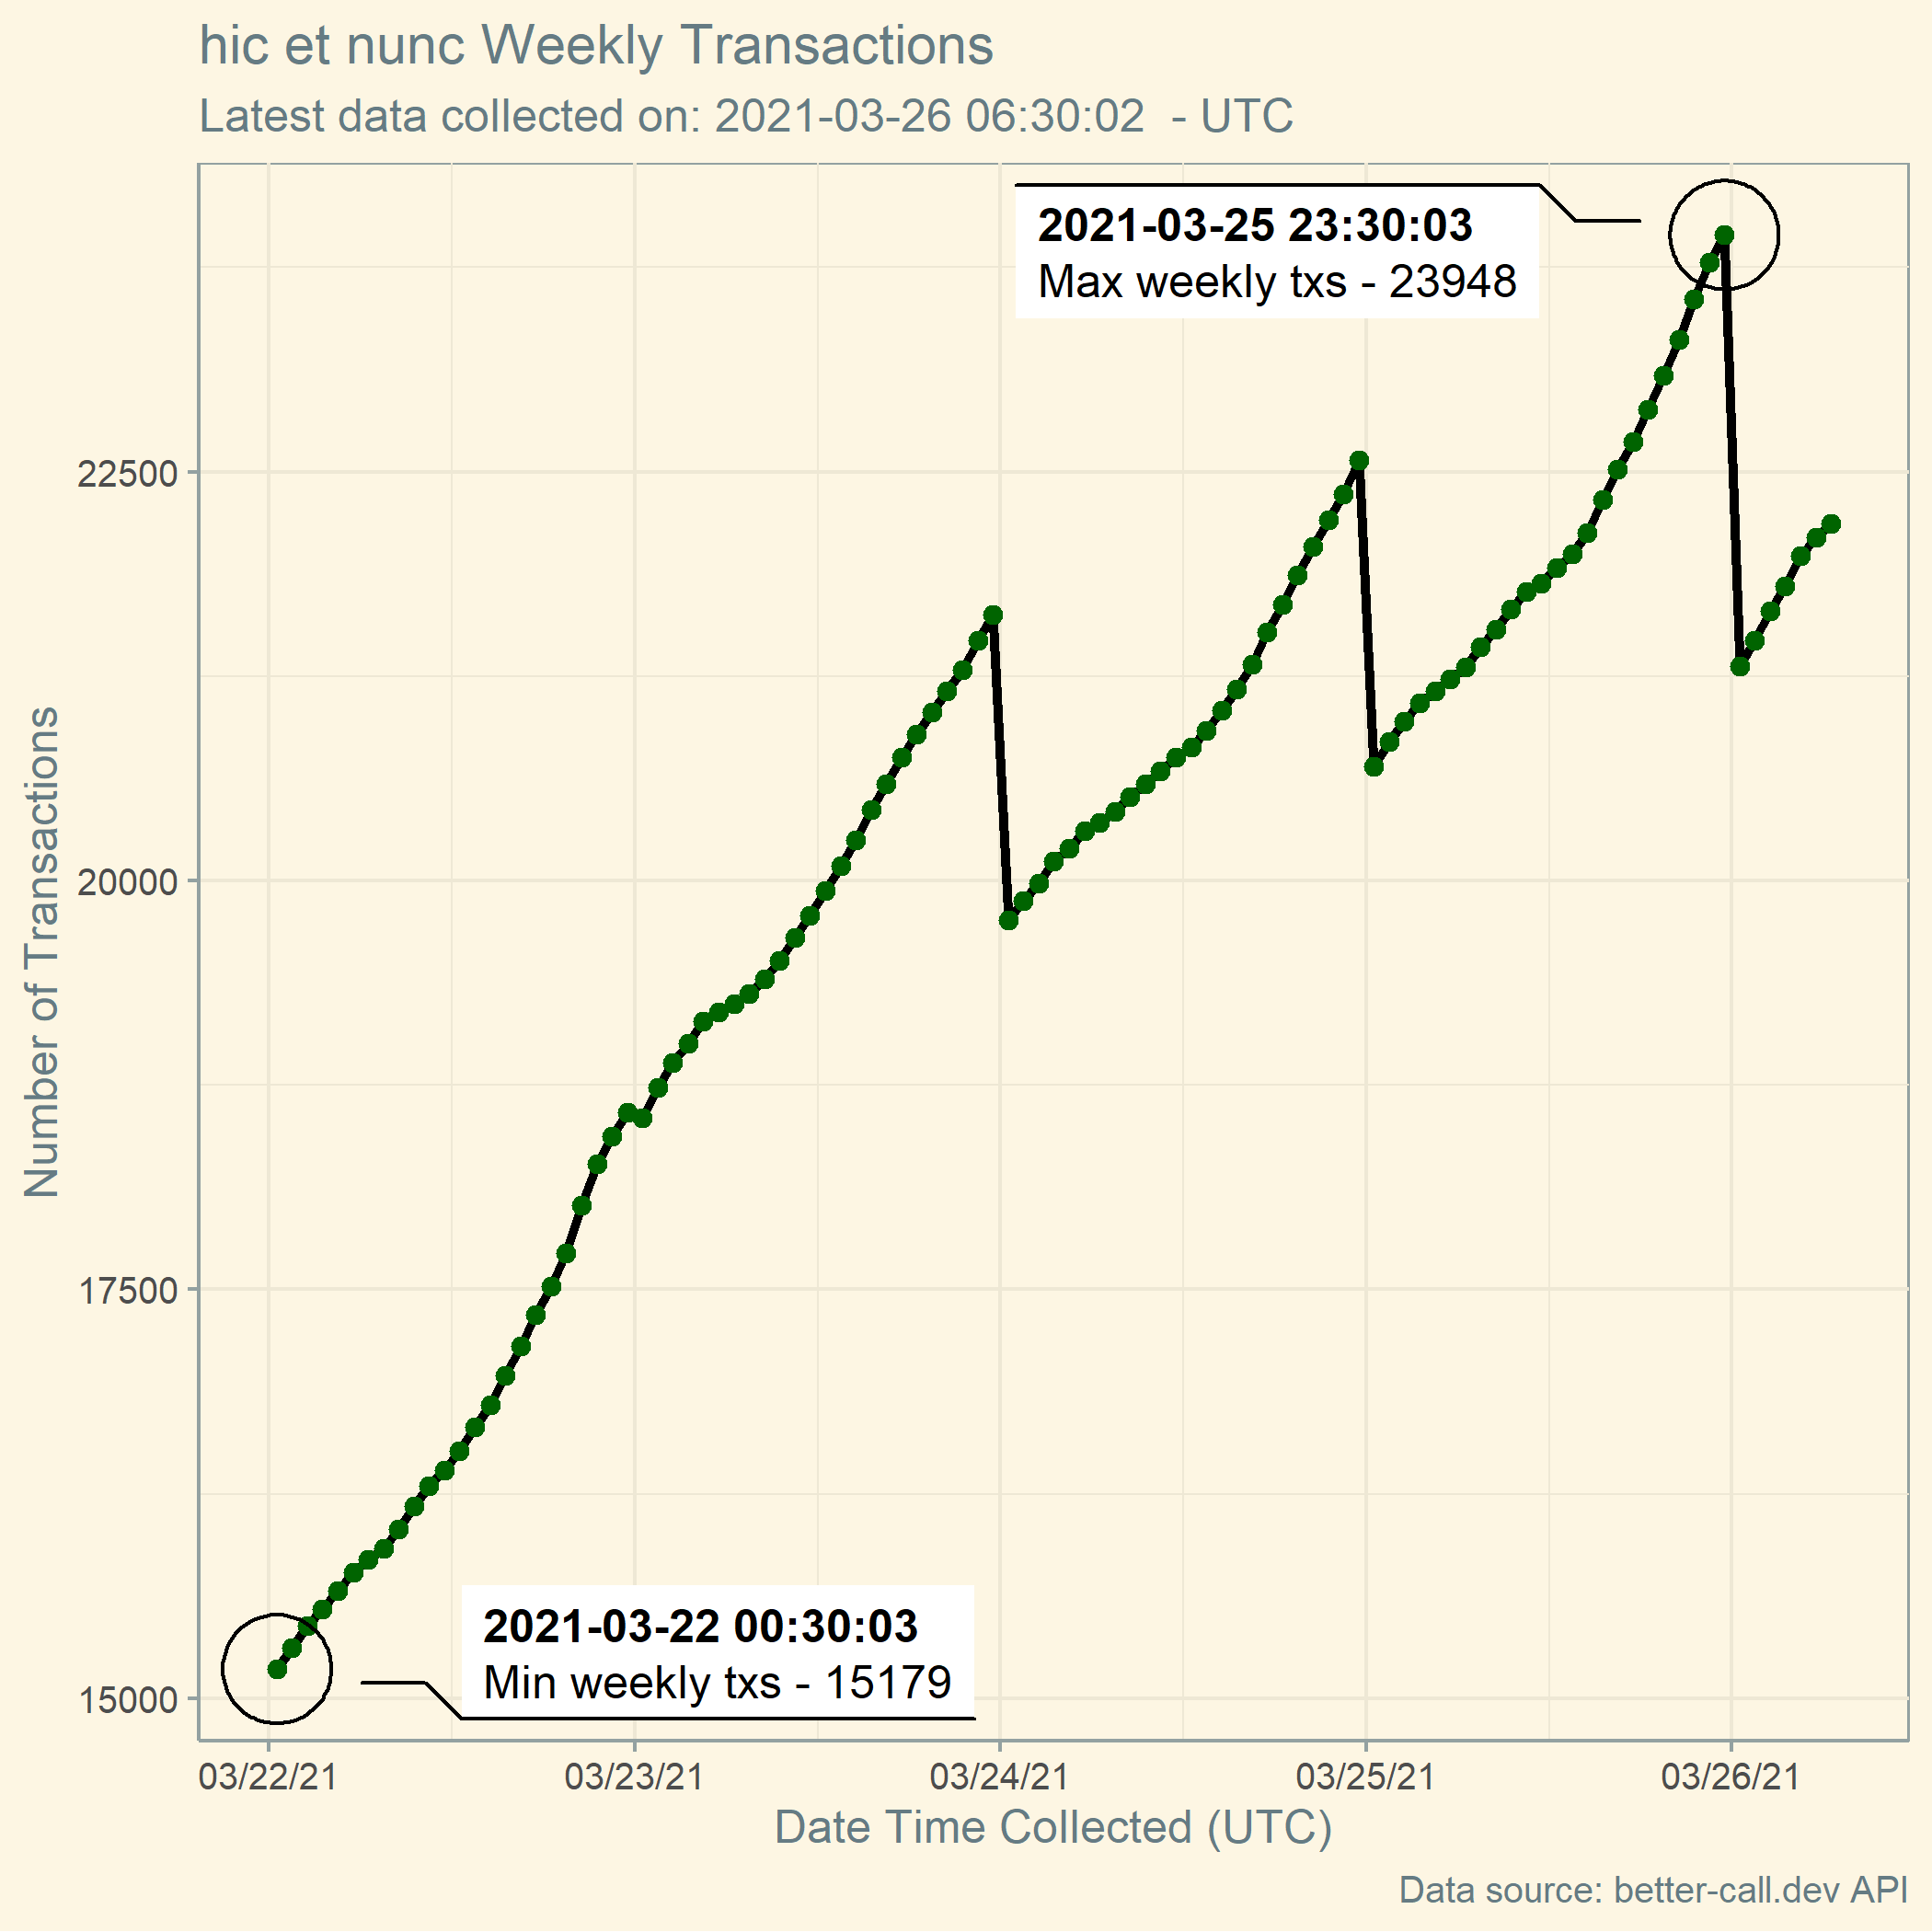 hic et nunc Weekly Transactions
Latest data collected on: 2021-03-26 06:30:02  - UTC
2021-03-25 23:30:03
Max weekly txs - 23948
22500
20000
17500
15000
Number of Transactions
2021-03-22 00:30:03
Min weekly txs - 15179
03/22/21 03/23/21 03/24/21 03/25/21 03/26/21
Date Time Collected (UTC)
Data source: better-call.dev API